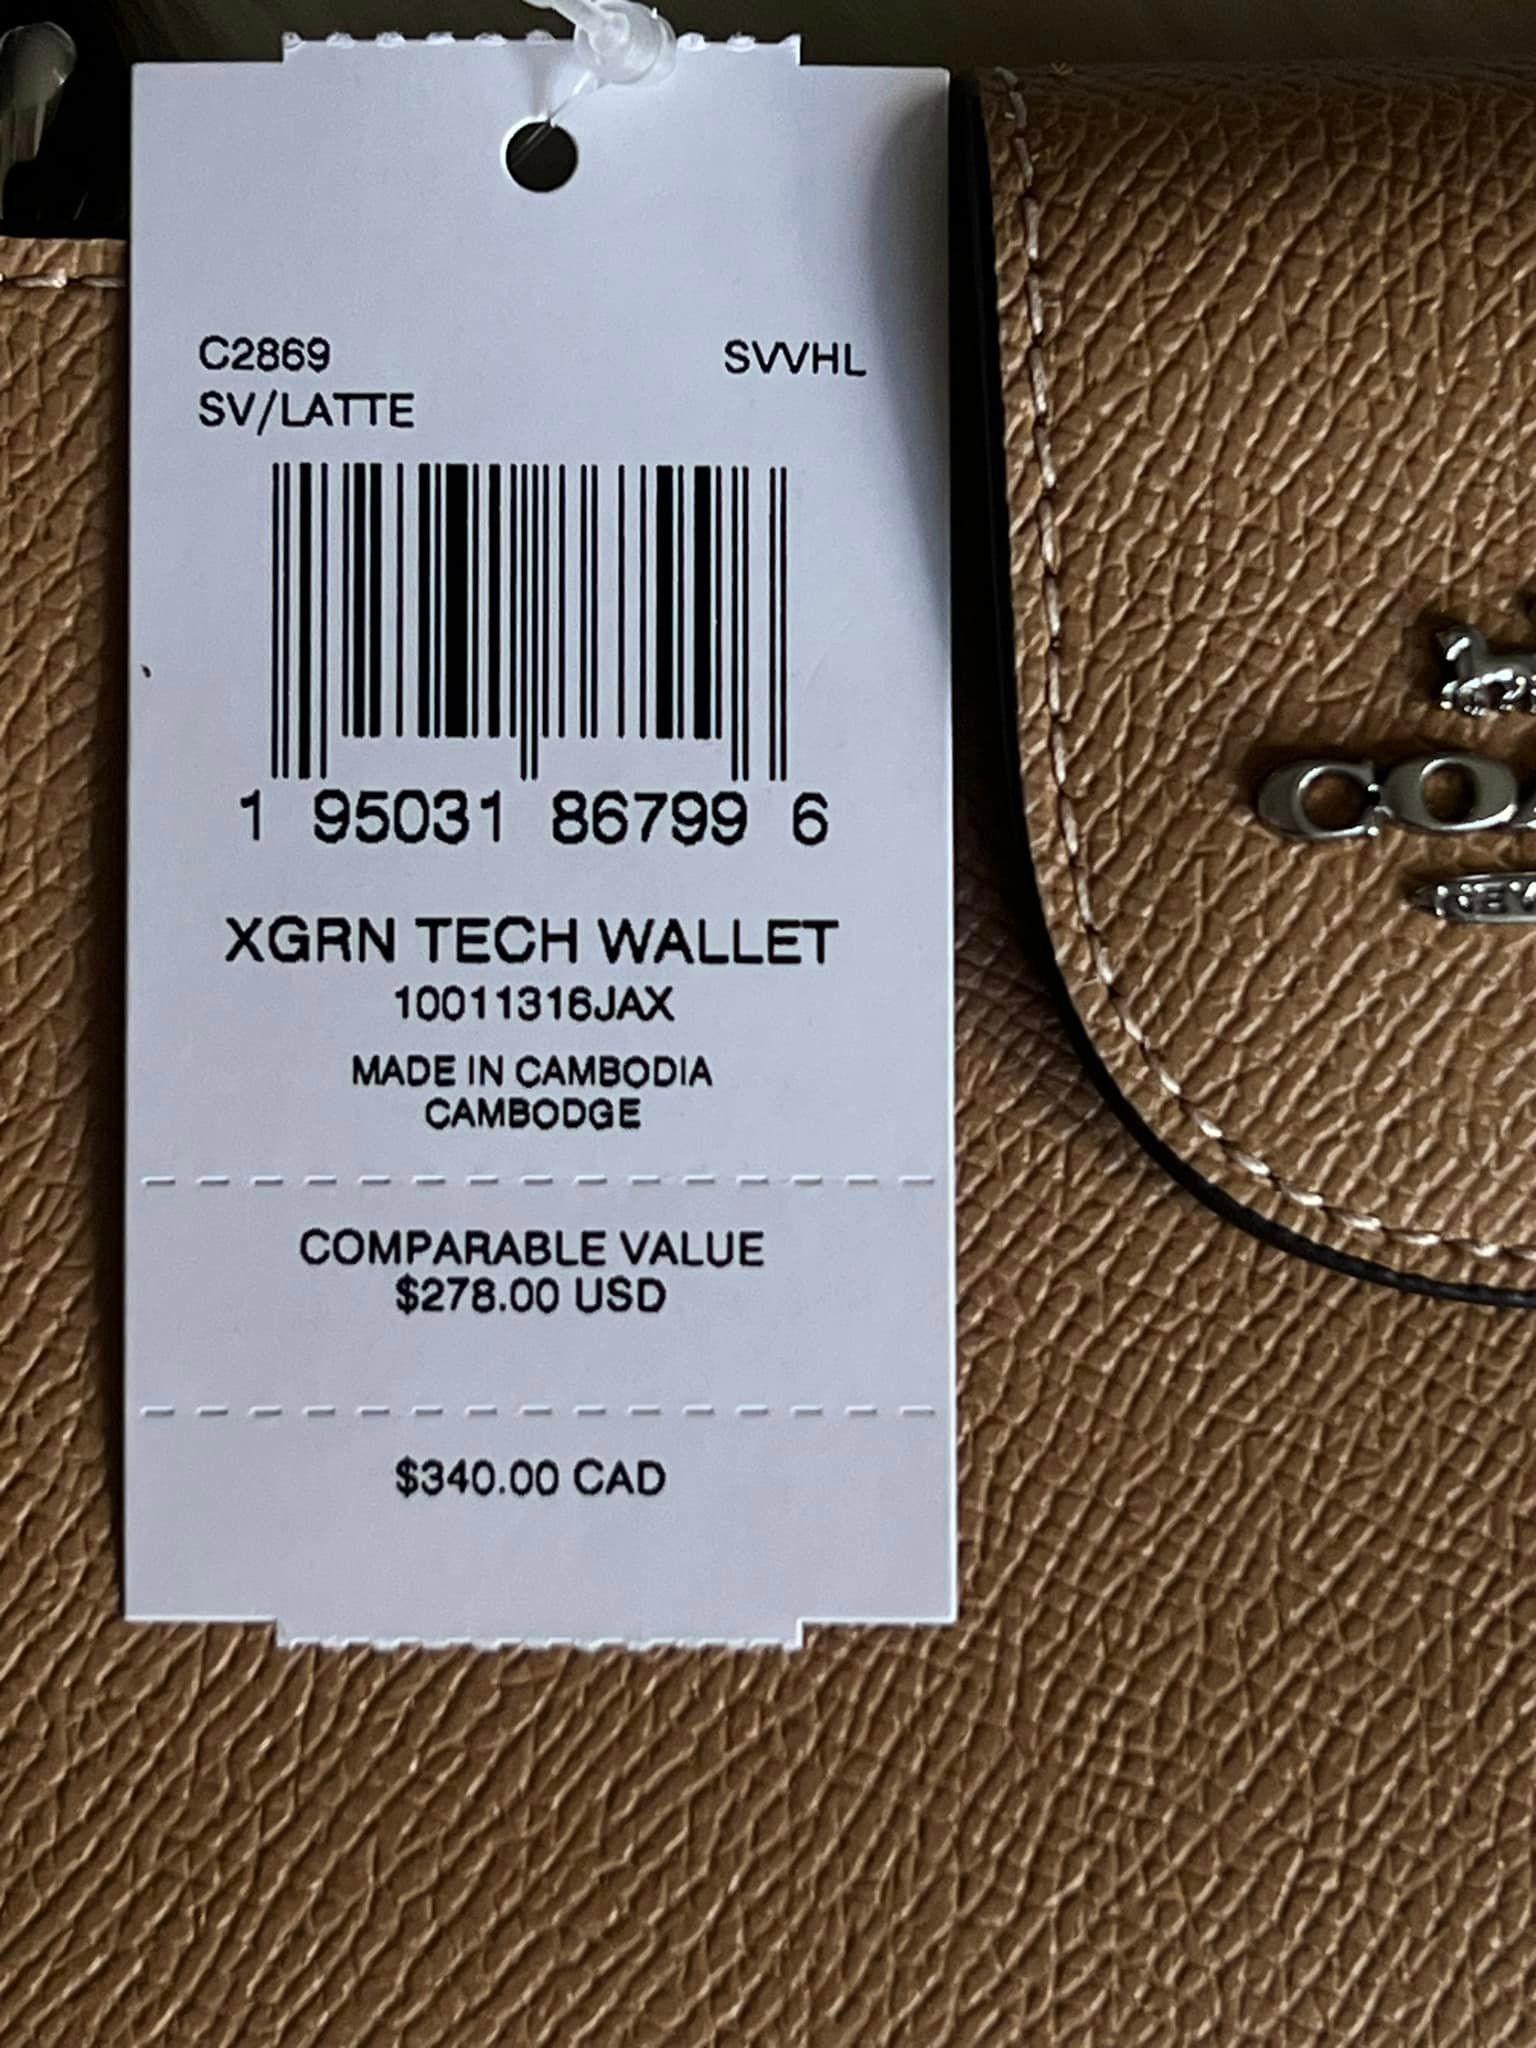 C2869 SVVHL
SV/LATTE
1 95031 86799 6
XGRN TECH WALLET
10011316JAX
MADE IN CAMBODIA
CAMBODGE
COMPARABLE VALUE
$278.00 USD
$340.00 CAD